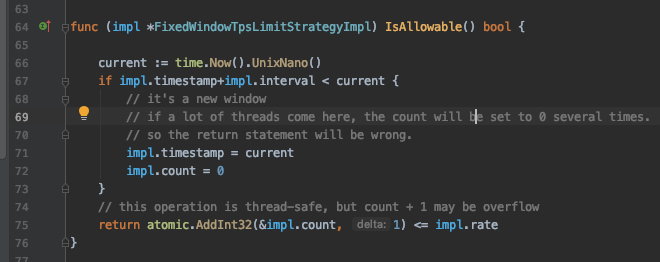 63
64 func (impl *FixedWindowTpsLimitStrategyImpl) IsAllowable() bool {
65
66 current := time.Now().UnixNano()
67 if impl.timestamp+impl.interval < current {
68 // it's a new window
69 // if a lot of threads come here, the count will be set to 0 several times.
70 // so the return statement will be wrong.
71 impl.timestamp = current
72 impl.count = 0
73 }
74 // this operation is thread-safe, but count + 1 may be overflow
75 return atomic.AddInt32(&impl.count, delta: 1) <= impl.rate
76 }
77